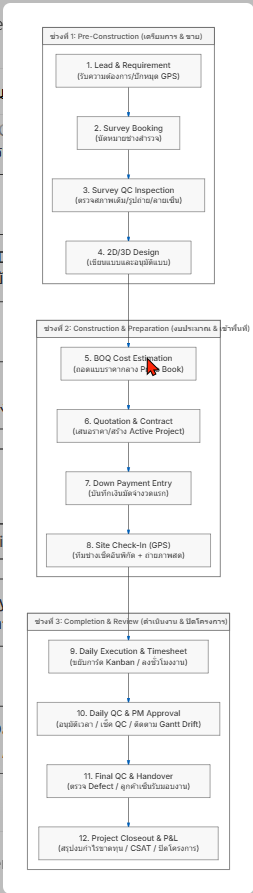 ช่วงที่ 1: Pre-Construction (เตรียมการ & ขาย)
1. Lead & Requirement
(รับความต้องการ/ปักหมุด GPS)
2. Survey Booking
(นัดหมายช่างสำรวจ)
3. Survey QC Inspection
(ตรวจสภาพเดิม/รูปถ่าย/ลายเซ็น)
4. 2D/3D Design
(เขียนแบบและอนุมัติแบบ)
ช่วงที่ 2: Construction & Preparation (งบประมาณ & เข้าพื้นที่)
5. BOQ Cost Estimation
(ถอดแบบราคากลาง Book)
6. Quotation & Contract
(เสนอราคา/สร้าง Active Project)
7. Down Payment Entry
(บันทึกเงินมัดจำงวดแรก)
8. Site Check-In (GPS)
(ทีมช่างเช็คอินพิกัด + ถ่ายภาพสด)
ช่วงที่ 3: Completion & Review (ดำเนินงาน & ปิดโครงการ)
9. Daily Execution & Timesheet
(ขยับการ์ด Kanban / ลงชั่วโมงงาน)
10. Daily QC & PM Approval
(อนุมัติเวลา / เช็ค QC / ติดตาม Gantt Drift)
11. Final QC & Handover
(ตรวจ Defect / ลูกค้าเซ็นรับมอบงาน)
12. Project Closeout & P&L
(สรุปงบกำไรขาดทุน / CSAT / ปิดโครงการ)